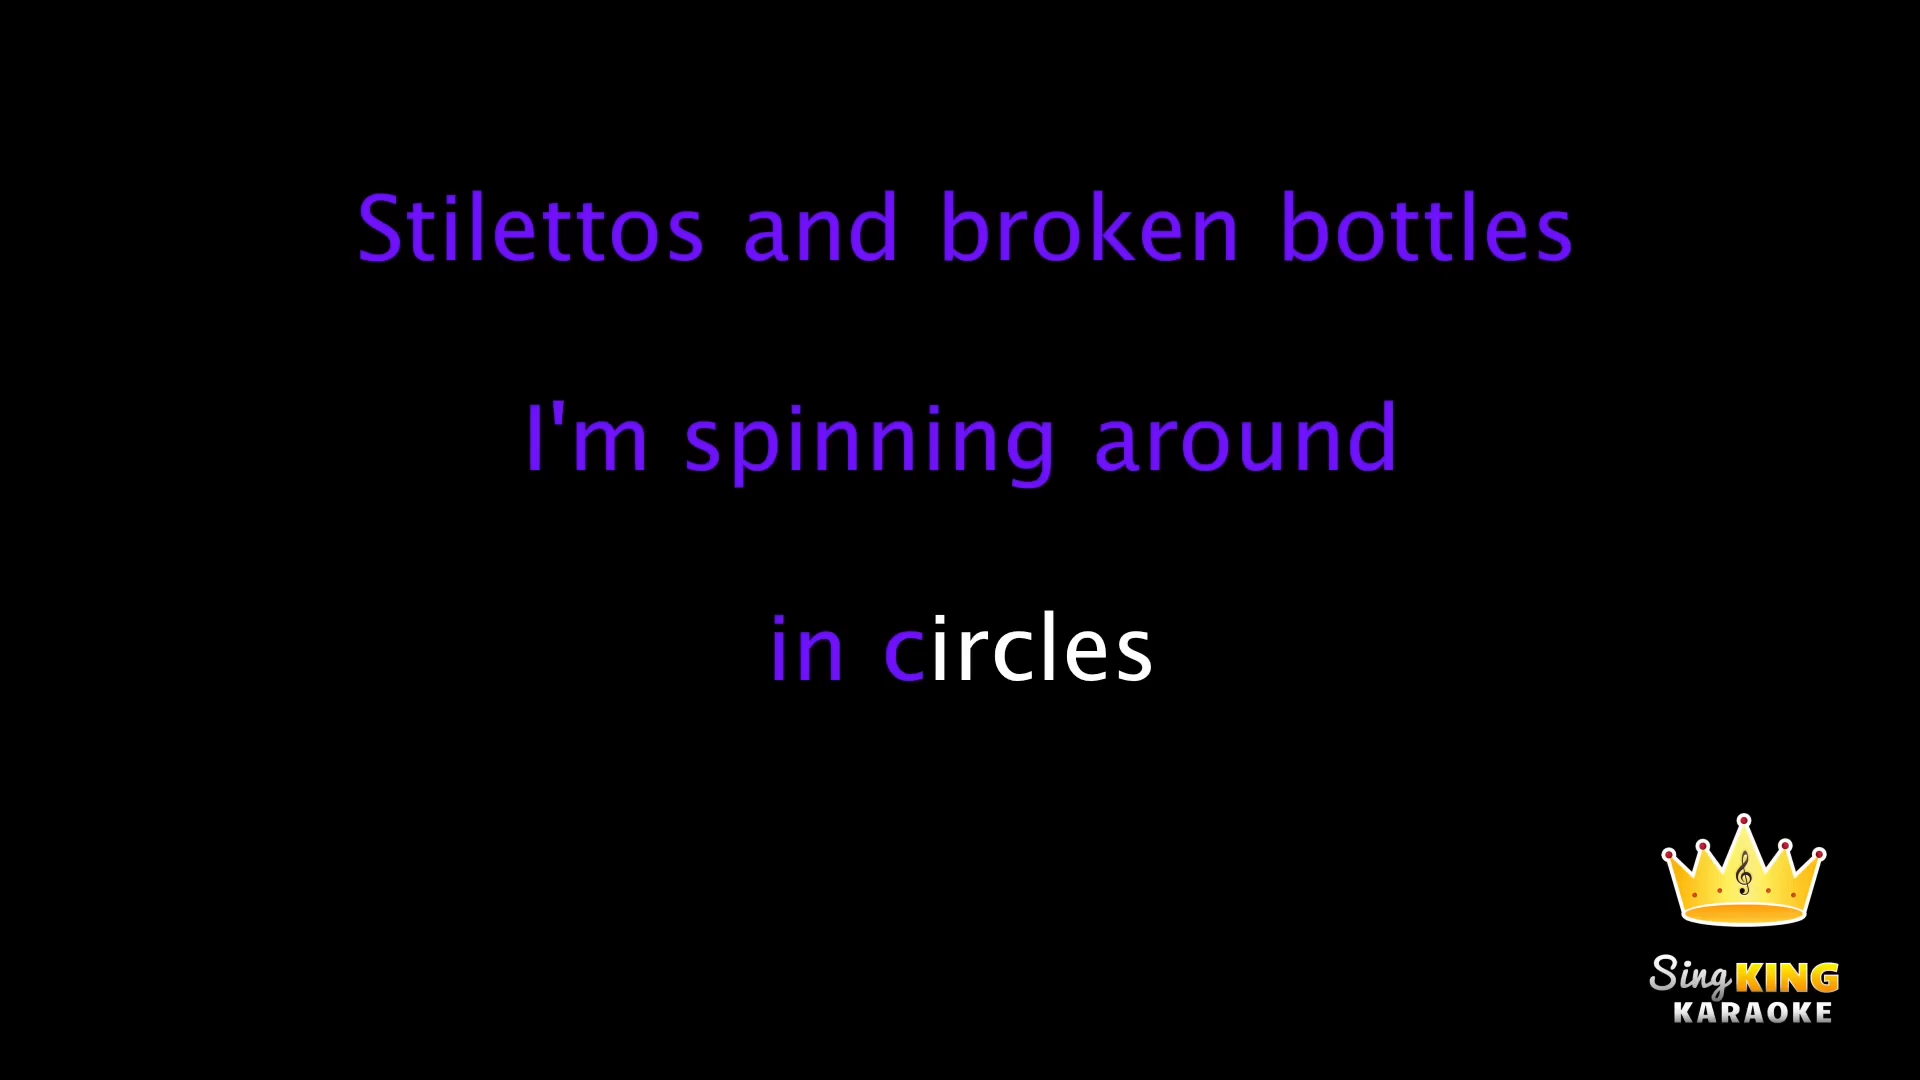 Stilettos and broken bottles
I'm spinning around
in circles
Sing KING
KARAOKE